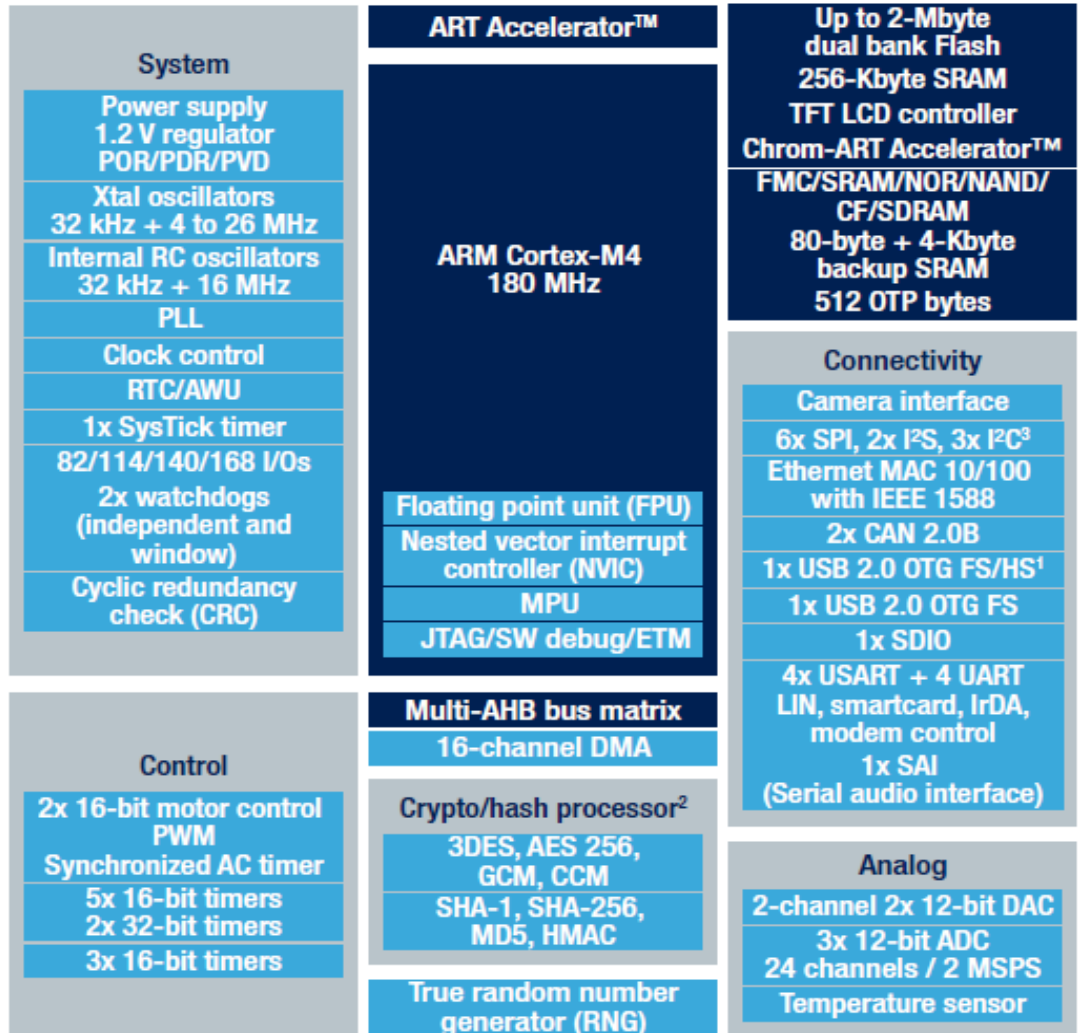 System
Power supply
1.2 V regulator
POR/PDR/PVD
Xtal oscillators
32 kHz + 4 to 26 MHz
Internal RC oscillators
32 kHz + 16 MHz
PLL
Clock control
RTC/AWU
1x SysTick timer
82/114/140/168 I/Os
2x watchdogs
(independent and
window)
Cyclic redundancy
check (CRC)
Control
2x 16-bit motor control
PWM
Synchronized AC timer
5x 16-bit timers
2x 32-bit timers
3x 16-bit timers
ART Accelerator™
ARM Cortex-M4
180 MHz
Floating point unit (FPU)
Nested vector interrupt
controller (NVIC)
MPU
JTAG/SW debug/ETM
Multi-AHB bus matrix
16-channel DMA
Crypto/hash processor²
3DES, AES 256,
GCM, CCM
SHA-1, SHA-256,
MD5, HMAC
True random number
generator (RNG)
Up to 2-Mbyte
dual bank Flash
256-Kbyte SRAM
TFT LCD controller
Chrom-ART Accelerator™
FMC/SRAM/NOR/NAND/
CF/SDRAM
80-byte + 4-Kbyte
backup SRAM
512 OTP bytes
Connectivity
Camera interface
6x SPI, 2x I²S, 3x I²C³
Ethernet MAC 10/100
with IEEE 1588
2x CAN 2.0B
1x USB 2.0 OTG FS/HS¹
1x USB 2.0 OTG FS
1x SDIO
4x USART + 4 UART
LIN, smartcard, IrDA,
modem control
1x SAI
(Serial audio interface)
Analog
2-channel 2x 12-bit DAC
3x 12-bit ADC
24 channels / 2 MSPS
Temperature sensor